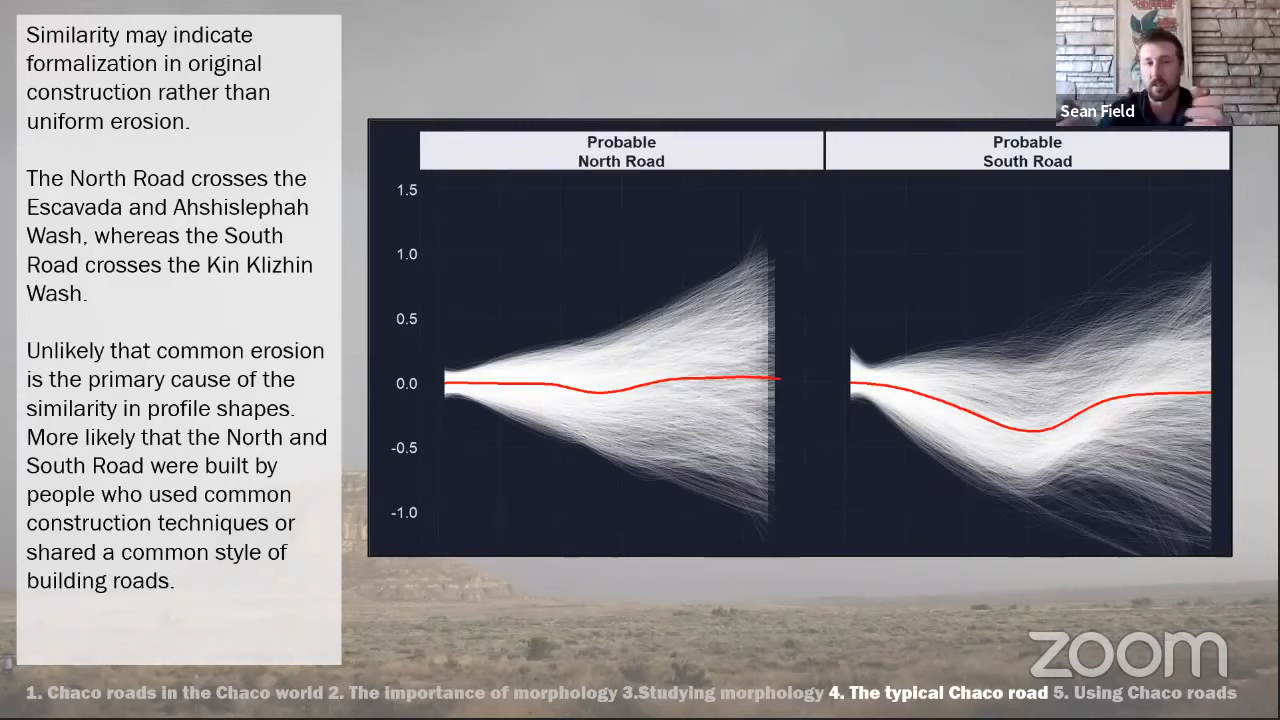 Similarity may indicate
formalization in original
construction rather than
uniform erosion.
The North Road crosses the
Escavada and Ahshislephah
Wash, whereas the South
Road crosses the Kin Klizhin
Wash.
Unlikely that common erosion
is the primary cause of the
similarity in profile shapes.
More likely that the North and
South Road were built by
people who used common
construction techniques or
shared a common style of
building roads.
Sean Field
Probable
North Road
Probable
South Road
1.5
1.0
0.5
0.0
-0.5
-1.0
zoom
1. Chaco roads in the Chaco world 2. The importance of morphology 3.Studying morphology 4. The typical Chaco road 5. Using Chaco roads